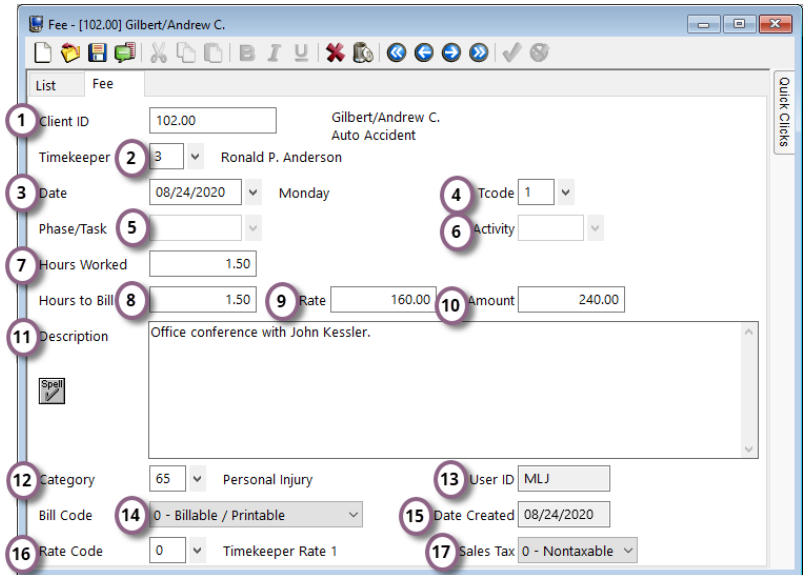 Fee - [102.00] Gilbert/Andrew C.
B I U
List Fee
Quick Clicks
1 Client ID 102.00 Gilbert/Andrew C.
Auto Accident
Timekeeper 2 3 Ronald P. Anderson
3 Date 08/24/2020 Monday 4 Tcode 1
Phase/Task 5 6 Activity
7 Hours Worked 1.50
Hours to Bill 8 1.50 9 Rate 160.00 10 Amount 240.00
11 Description Office conference with John Kessler.
Spell
12 Category 65 Personal Injury 13 User ID MLJ
Bill Code 14 0 - Billable / Printable 15 Date Created 08/24/2020
16 Rate Code 0 Timekeeper Rate 1 17 Sales Tax 0 - Nontaxable